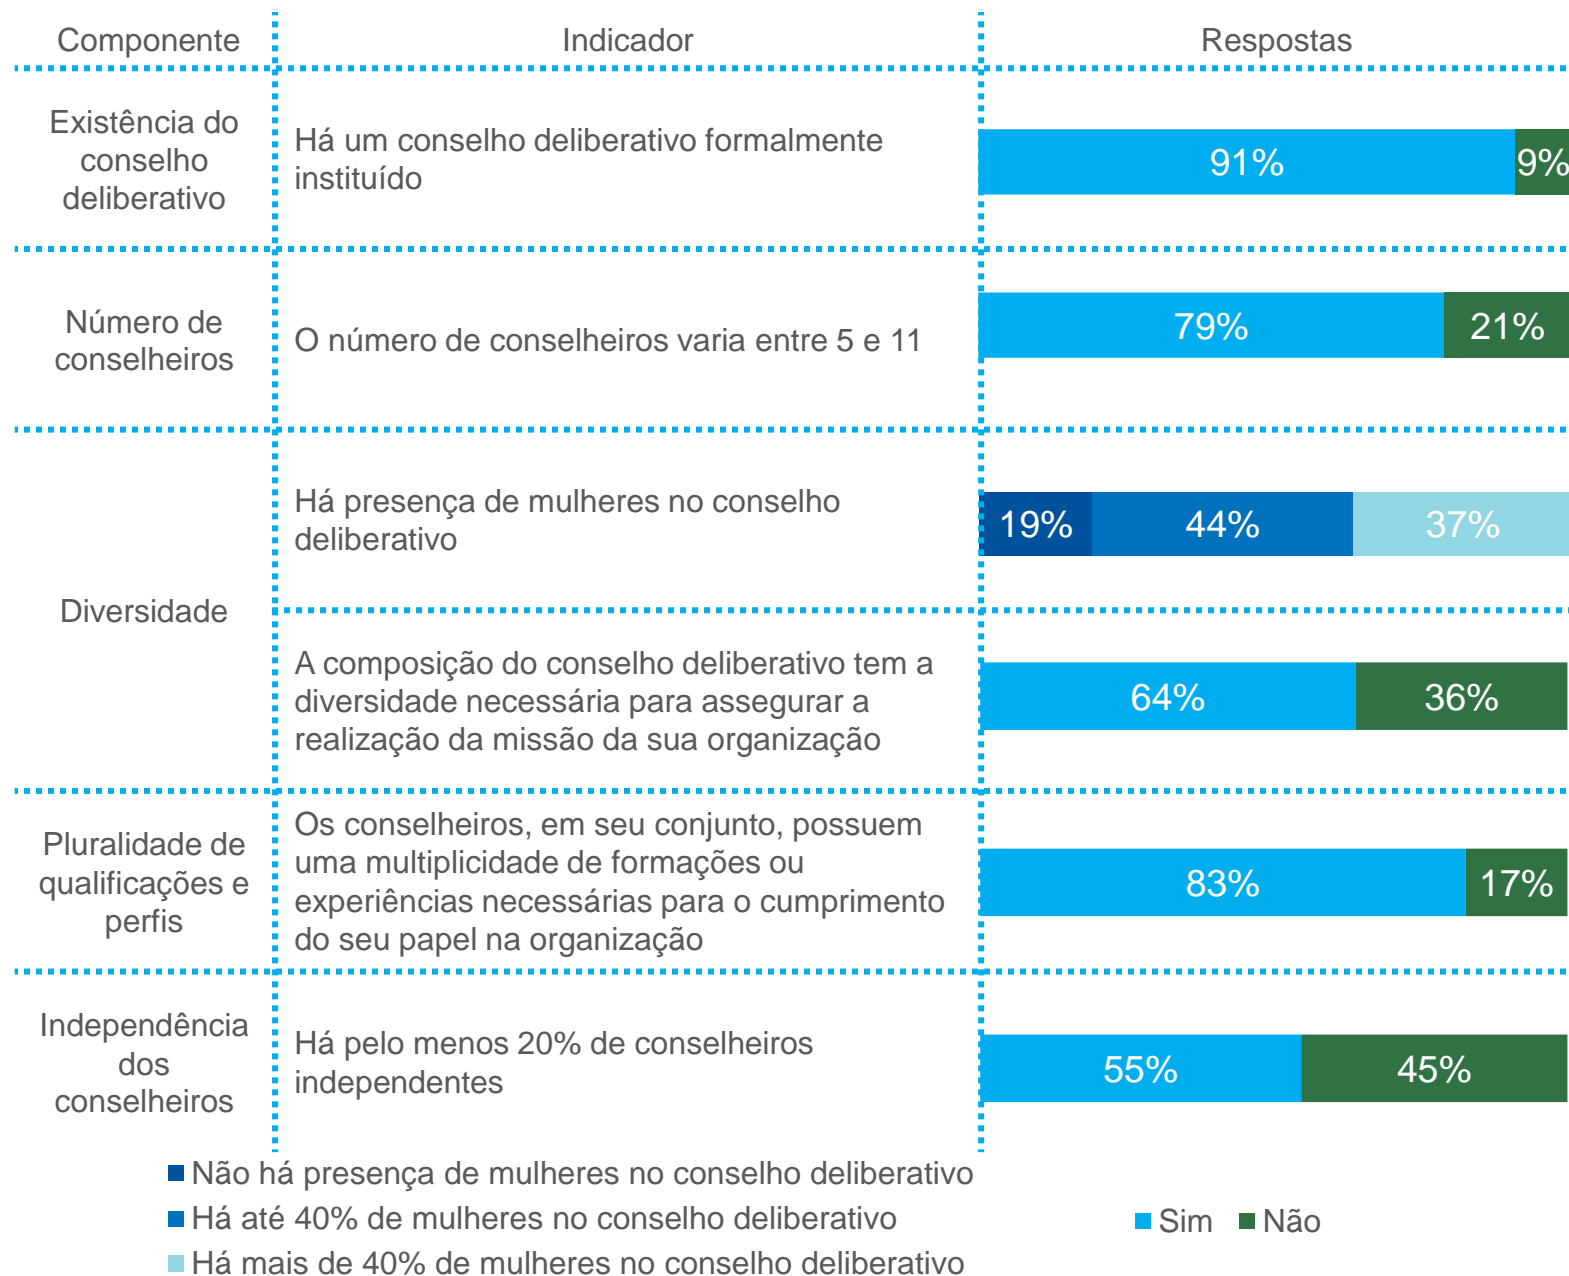 Componente
Indicador
Respostas
Existência do
conselho
deliberativo
Há um conselho deliberativo formalmente
instituído
91%
9%
Número de
conselheiros
O número de conselheiros varia entre 5 e 11
79%
21%
Diversidade
Há presença de mulheres no conselho
deliberativo
19%
44%
37%
A composição do conselho deliberativo tem a
diversidade necessária para assegurar a
realização da missão da sua organização
64%
36%
Pluralidade de
qualificações e
perfis
Os conselheiros, em seu conjunto, possuem
uma multiplicidade de formações ou
experiências necessárias para o cumprimento
do seu papel na organização
83%
17%
Independência
dos
conselheiros
Há pelo menos 20% de conselheiros
independentes
55%
45%
Não há presença de mulheres no conselho deliberativo
Há até 40% de mulheres no conselho deliberativo
Há mais de 40% de mulheres no conselho deliberativo
Sim
Não